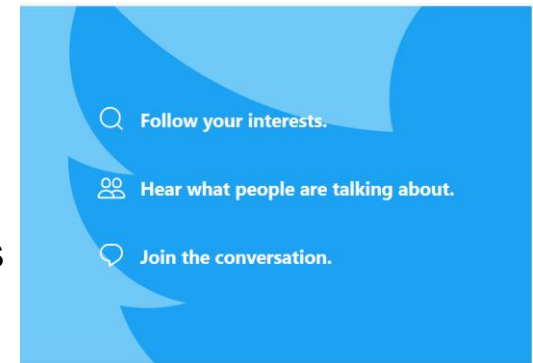 Follow your interests.
Hear what people are talking about.
s
Join the conversation.